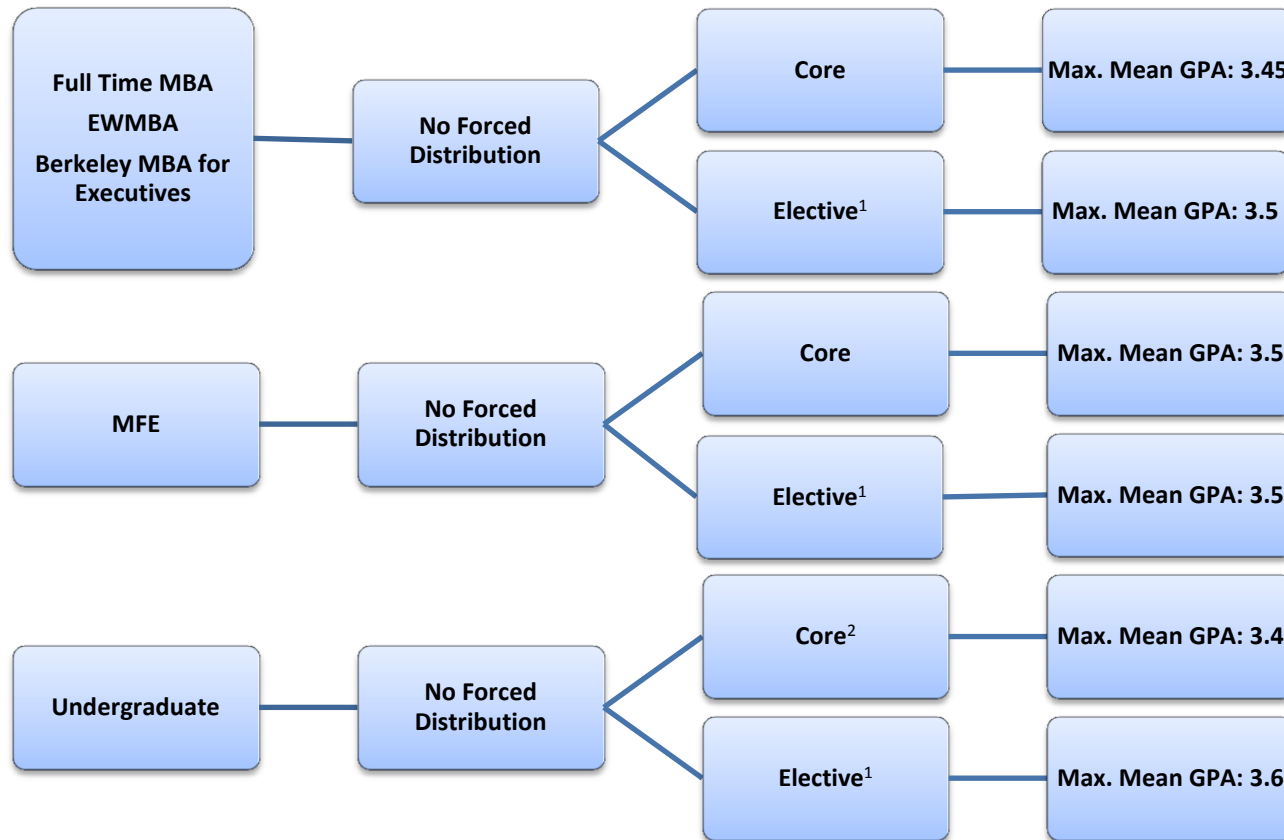 Full Time MBA
EWMBA
Berkeley MBA for
Executives
No Forced
Distribution
Core
Max. Mean GPA: 3.45
Elective¹
Max. Mean GPA: 3.5
MFE
No Forced
Distribution
Core
Max. Mean GPA: 3.5
Elective¹
Max. Mean GPA: 3.5
Undergraduate
No Forced
Distribution
Core²
Max. Mean GPA: 3.4
Elective¹
Max. Mean GPA: 3.6